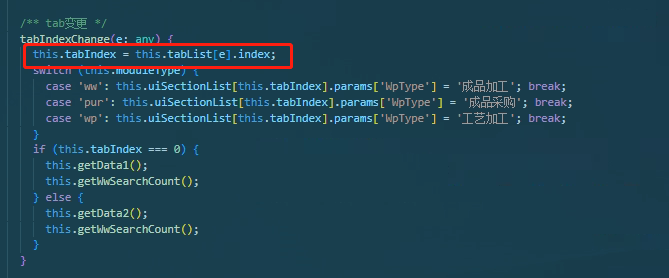 /** tab变更 */
tabIndexChange(e: any) {
this.tabIndex = this.tabList[e].index;
switch (this.moduleType) {
case 'ww': this.uiSectionList[this.tabIndex].params['WpType'] = '成品加工'; break;
case 'pur': this.uiSectionList[this.tabIndex].params['WpType'] = '成品采购'; break;
case 'wp': this.uiSectionList[this.tabIndex].params['WpType'] = '工艺加工'; break;
}
if (this.tabIndex === 0) {
this.getData1();
this.getWwSearchCount();
} else {
this.getData2();
this.getWwSearchCount();
}
}